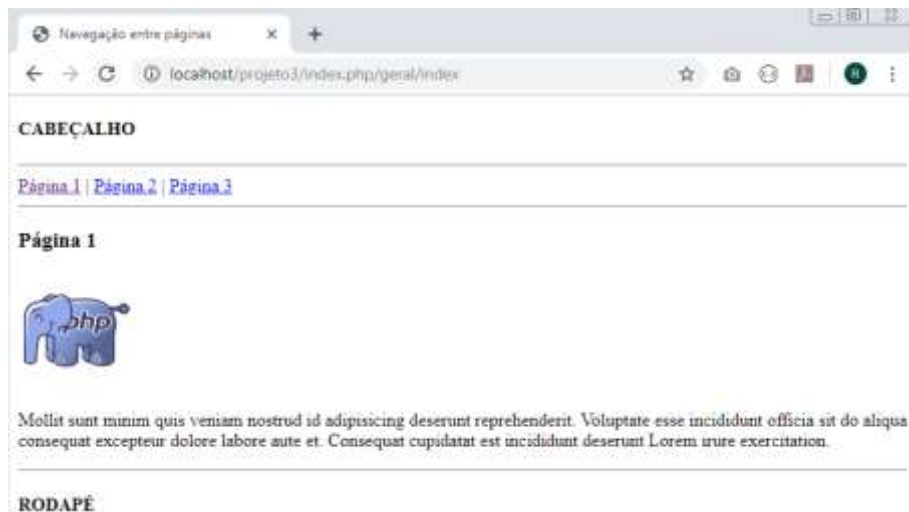 Navegação entre páginas
localhost/projeto3/index.php/geral/index
CABEÇALHO
Página 1 | Página 2 | Página 3
Página 1
php
Mollit sunt minim quis veniam nostrud id adipisicing deserunt reprehenderit. Voluptate esse incididunt officia sit do aliqua
consequat excepteur dolore labore aute et. Consequat cupidatat est incididunt deserunt Lorem irure exercitation.
RODAPÉ